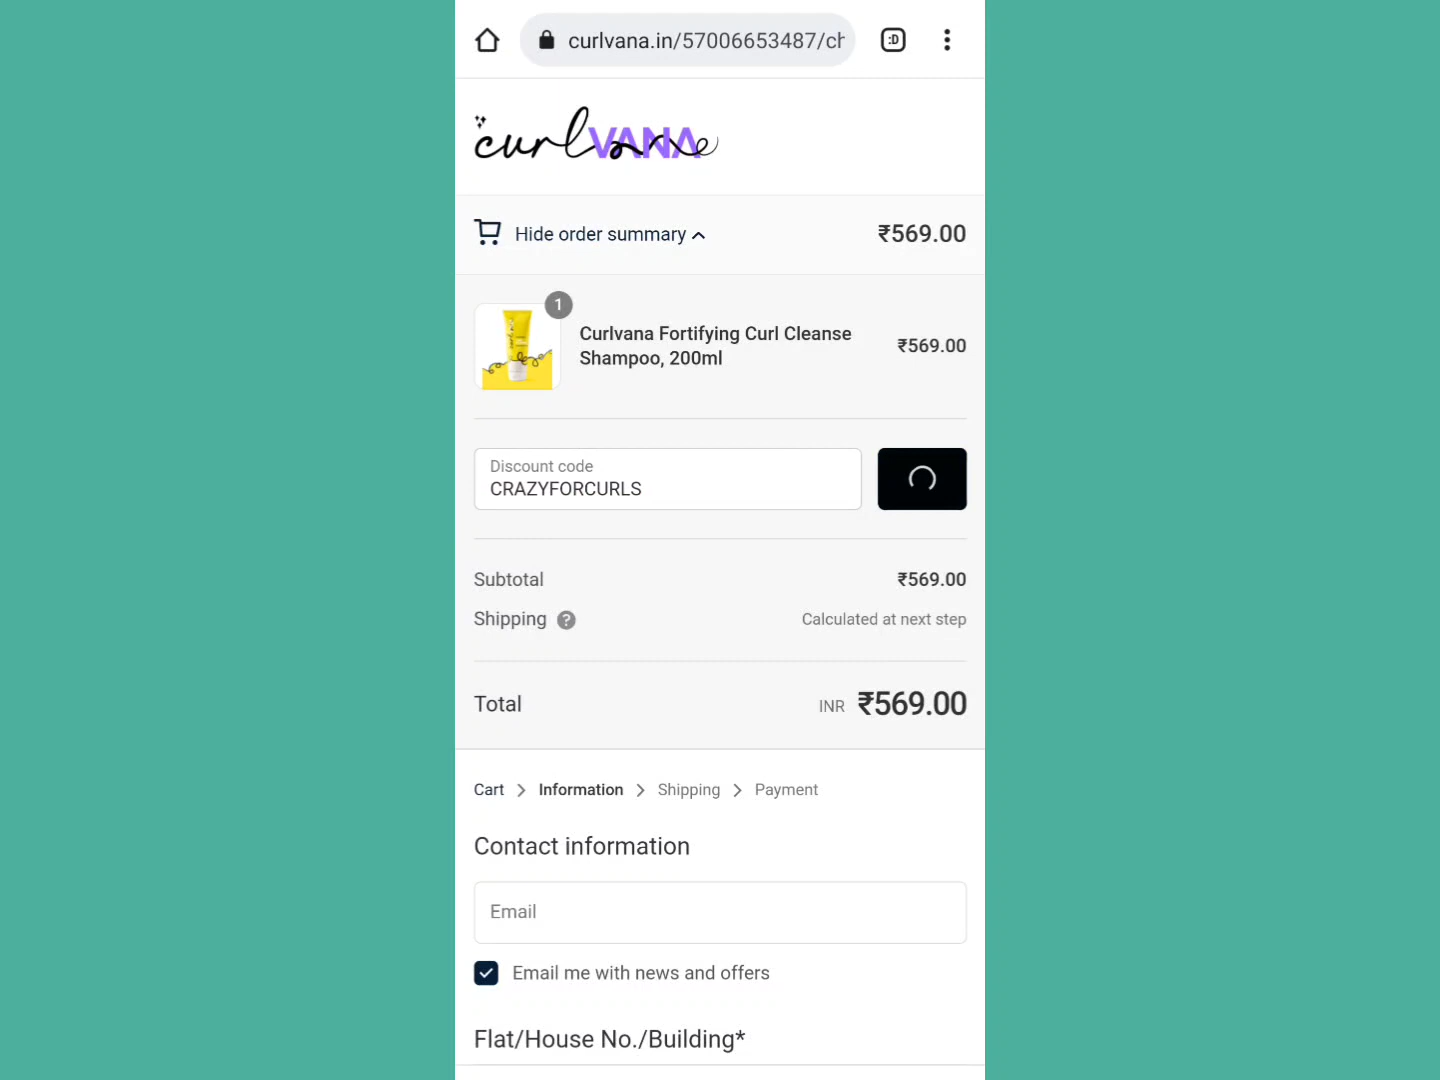 curlvana.in/57006653487/ch
:D
curlVANA
Hide order summary
₹569.00
1
Curlvana Fortifying Curl Cleanse
Shampoo, 200ml
₹569.00
Discount code
CRAZYFORCURLS
Subtotal
₹569.00
Shipping ?
Calculated at next step
Total
INR ₹569.00
Cart > Information > Shipping > Payment
Contact information
Email
Email me with news and offers
Flat/House No./Building*